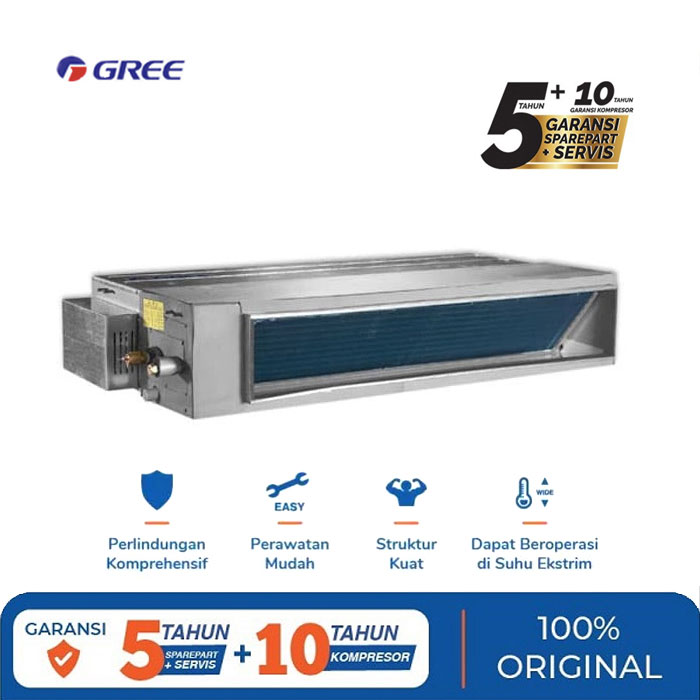 GREE
5 TAHUN + 10 TAHUN
GARANSI KOMPRESOR
GARANSI
SPAREPART
+ SERVIS
EASY
WIDE
Perlindungan
Komprehensif
Perawatan
Mudah
Struktur
Kuat
Dapat Beroperasi
di Suhu Ekstrim
GARANSI
5 TAHUN
SPAREPART
+ SERVIS
+ 10 TAHUN
KOMPRESOR
100%
ORIGINAL